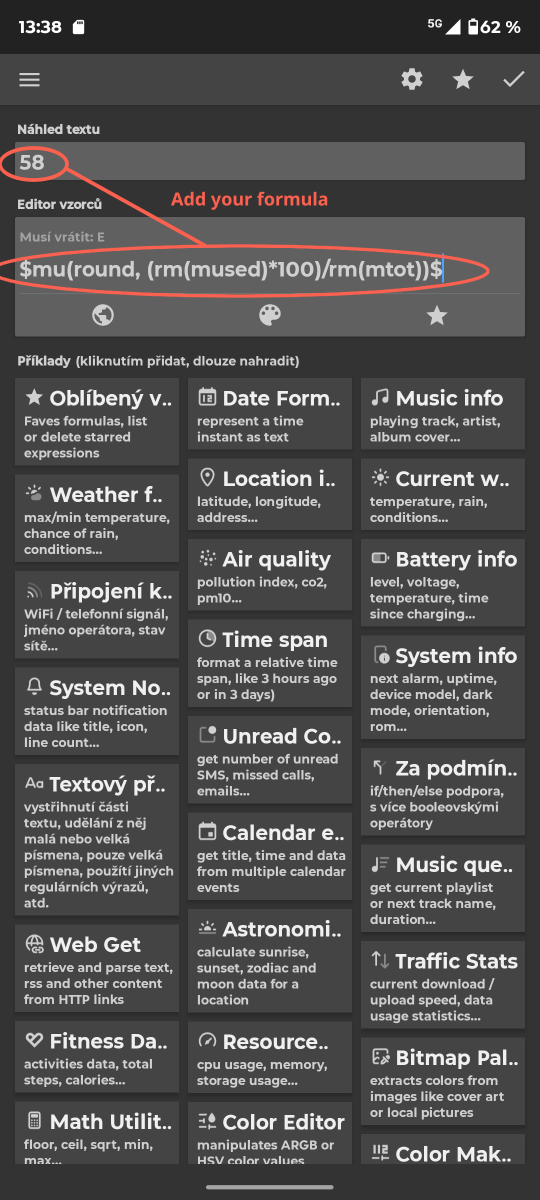 13:38 5G 62 %
Náhled textu
58
Add your formula
Editor vzorců
Musí vrátit: E
$mu(round, (rm(mused)*100)/rm(mtot))$
Příklady (kliknutím přidat, dlouze nahradit)
Oblíbený v..
Faves formulas, list
or delete starred
expressions
Weather f..
max/min temperature,
chance of rain,
conditions...
Připojení k..
WiFi / telefonní signál,
jméno operátora, stav
sítě...
System No..
status bar notification
data like title, icon,
line count...
Aa Textový př..
vystřihnutí části
textu, udělání z něj
malá nebo velká
písmena, pouze velká
písmena, použítí jiných
regulárních výrazů,
atd.
Web Get
retrieve and parse text,
rss and other content
from HTTP links
Fitness Da..
activities data, total
steps, calories...
Math Utilit..
floor, ceil, sqrt, min,
max...
12 Date Form..
represent a time
instant as text
Location i..
latitude, longitude,
address...
Air quality
pollution index, co2,
pm10...
Time span
format a relative time
span, like 3 hours ago
or in 3 days)
Unread Co..
get number of unread
SMS, missed calls,
emails...
Calendar e..
get title, time and data
from multiple calendar
events
Astronomi..
calculate sunrise,
sunset, zodiac and
moon data for a
location
Resource..
cpu usage, memory,
storage usage...
Color Editor
manipulates ARGB or
HSV color values
Music info
playing track, artist,
album cover...
Current w..
temperature, rain,
conditions...
Battery info
level, voltage,
temperature, time
since charging...
System info
next alarm, uptime,
device model, dark
mode, orientation,
rom...
Za podmín..
if/then/else podpora,
s více booleovskými
operátory
Music que..
get current playlist
or next track name,
duration...
Traffic Stats
current download /
upload speed, data
usage statistics...
Bitmap Pal..
extracts colors from
images like cover art
or local pictures
Color Mak..